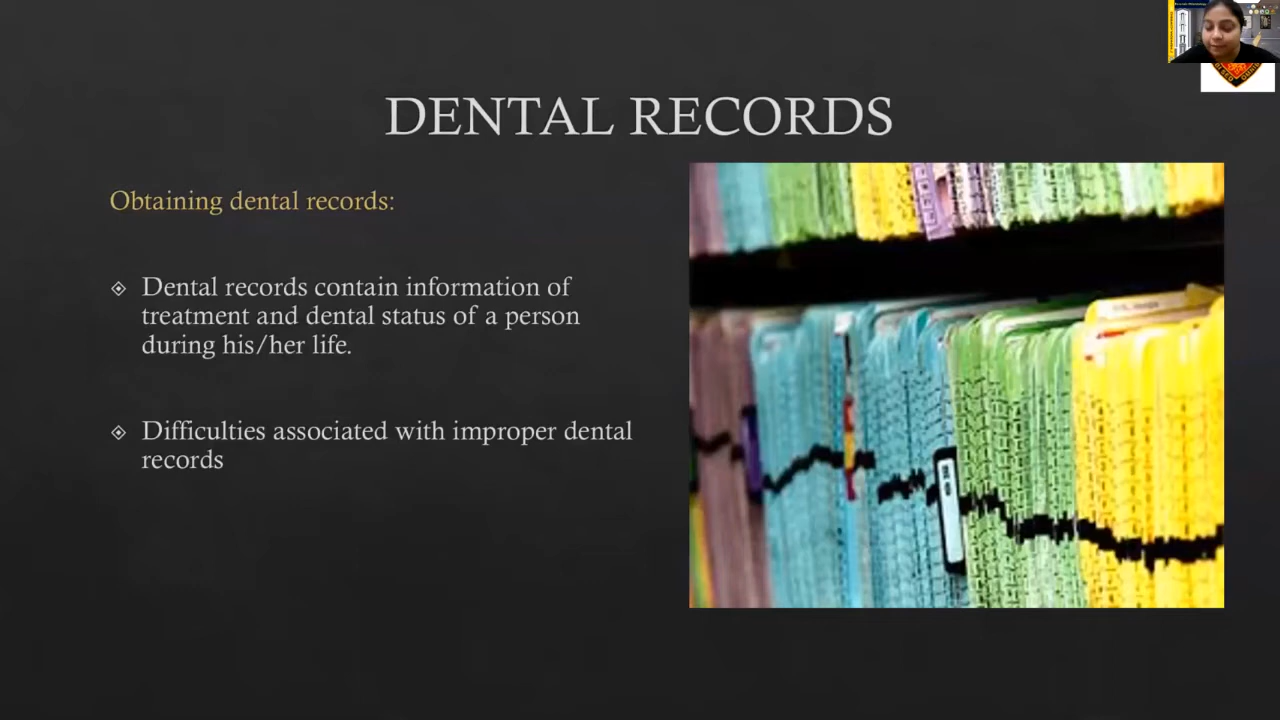 DENTAL RECORDS
Obtaining dental records:
Dental records contain information of
treatment and dental status of a person
during his/her life.
Difficulties associated with improper dental
records